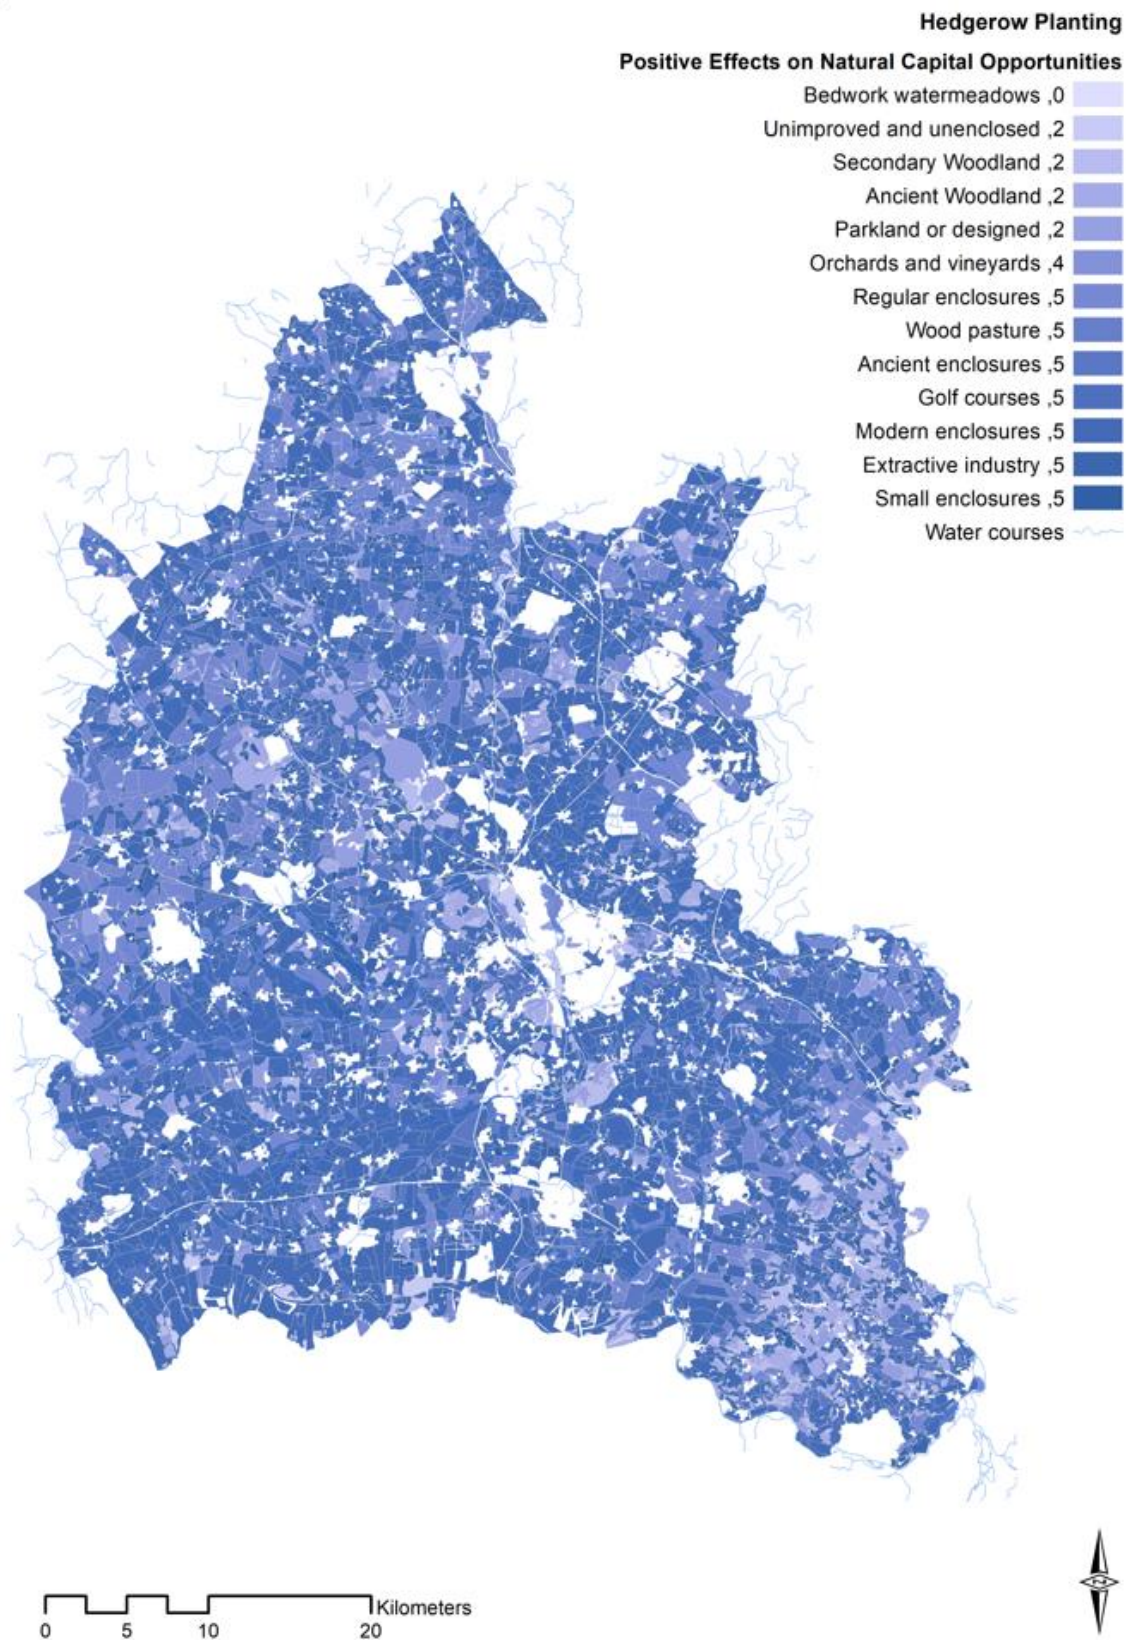 Hedgerow Planting
Positive Effects on Natural Capital Opportunities
Bedwork watermeadows ,0
Unimproved and unenclosed ,2
Secondary Woodland ,2
Ancient Woodland ,2
Parkland or designed ,2
Orchards and vineyards ,4
Regular enclosures ,5
Wood pasture ,5
Ancient enclosures ,5
Golf courses ,5
Modern enclosures ,5
Extractive industry ,5
Small enclosures ,5
Water courses
Kilometers
0 5 10 20
N